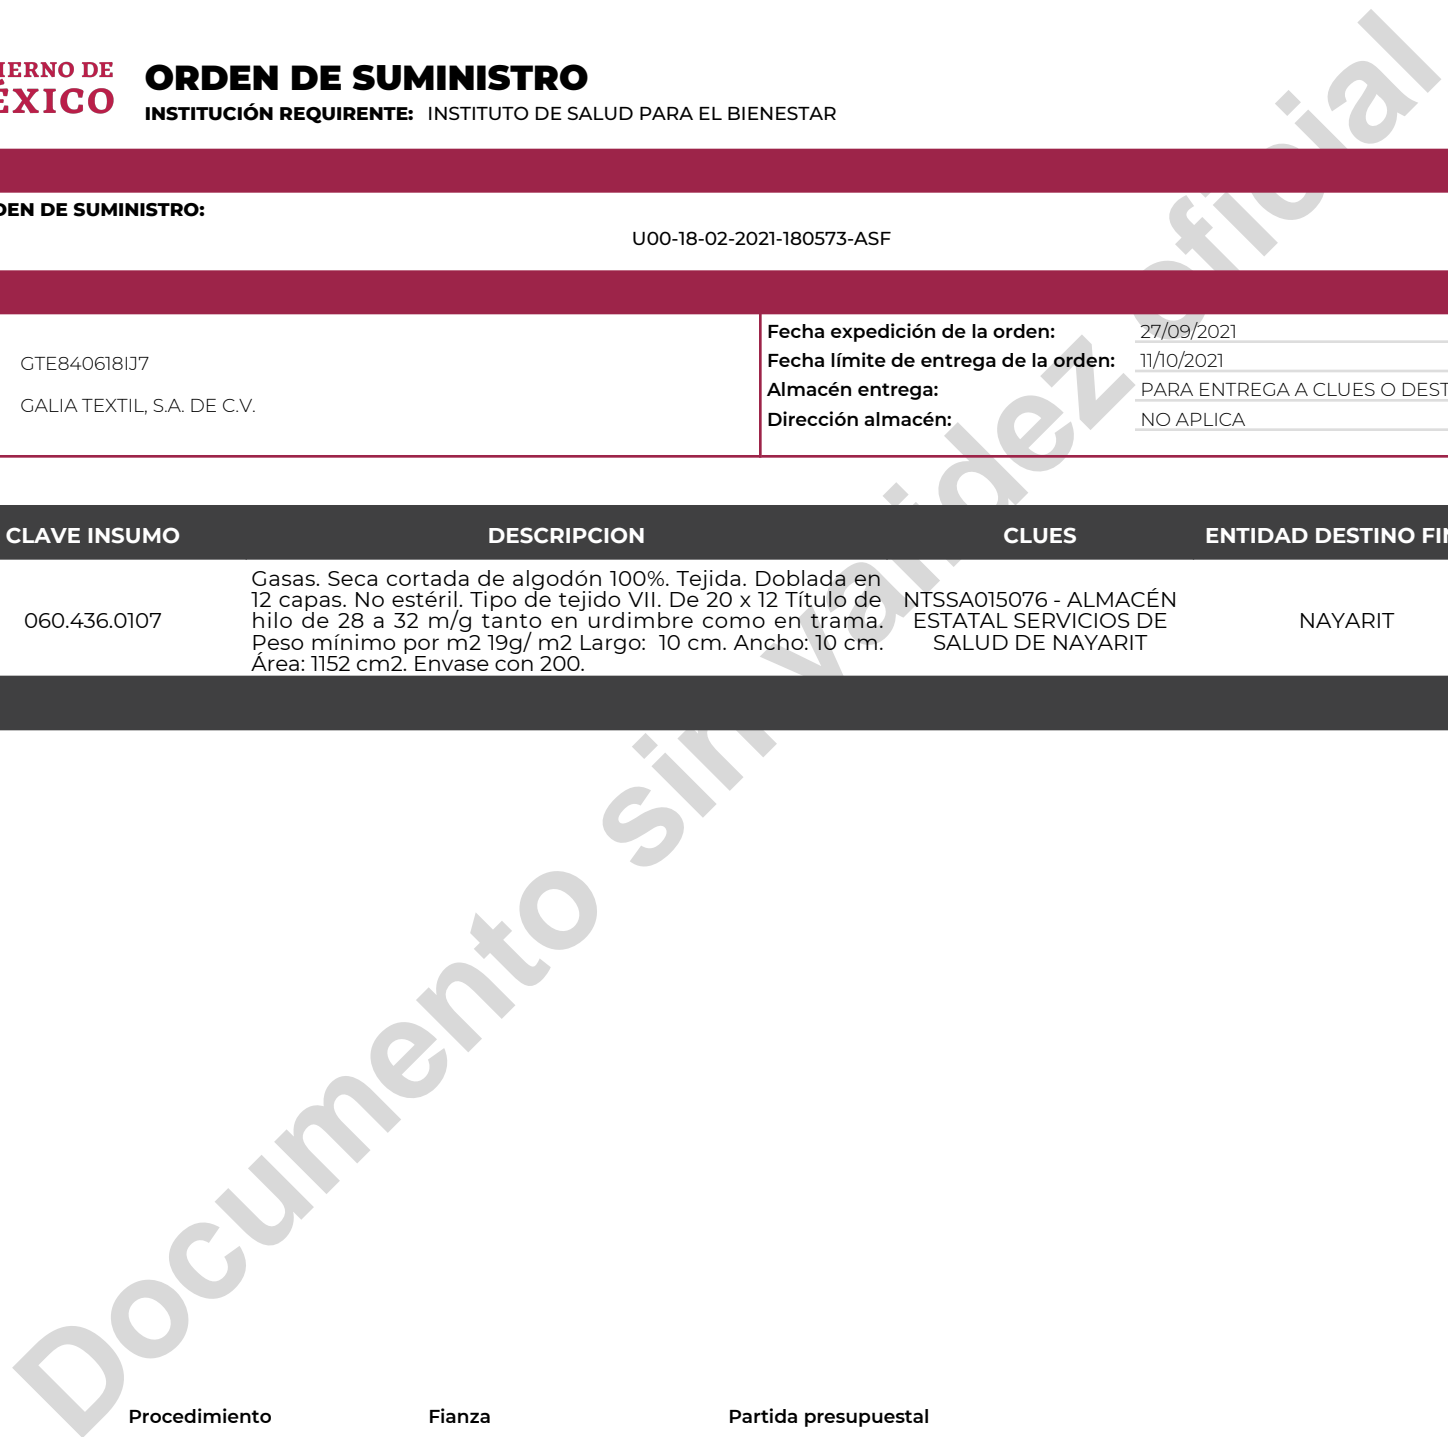 IERNO DE
ÉXICO
ORDEN DE SUMINISTRO
INSTITUCIÓN REQUIRENTE: INSTITUTO DE SALUD PARA EL BIENESTAR
DEN DE SUMINISTRO:
U00-18-02-2021-180573-ASF
GTE840618IJ7
GALIA TEXTIL, S.A. DE C.V.
Fecha expedición de la orden: 27/09/2021
Fecha límite de entrega de la orden: 11/10/2021
Almacén entrega: PARA ENTREGA A CLUES O DEST
Dirección almacén: NO APLICA
CLAVE INSUMO DESCRIPCION CLUES ENTIDAD DESTINO FIN
060.436.0107
Gasas. Seca cortada de algodón 100%. Tejida. Doblada en
12 capas. No estéril. Tipo de tejido VII. De 20 x 12 Título de
hilo de 28 a 32 m/g tanto en urdimbre como en trama.
Peso mínimo por m2 19g/ m2 Largo: 10 cm. Ancho: 10 cm.
Área: 1152 cm2. Envase con 200.
NTSSA015076 - ALMACÉN
ESTATAL SERVICIOS DE
SALUD DE NAYARIT
NAYARIT
Documento sin validez oficial
Procedimiento Fianza Partida presupuestal